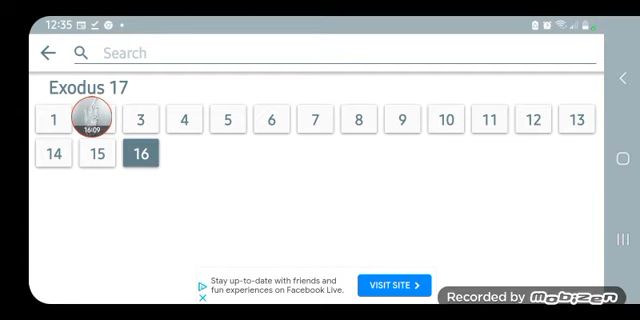 12:35
Search
Exodus 17
1 3 4 5 6 7 8 9 10 11 12 13
16:09
14 15 16
Stay up-to-date with friends and
fun experiences on Facebook Live.
VISIT SITE
Recorded by Mobizen